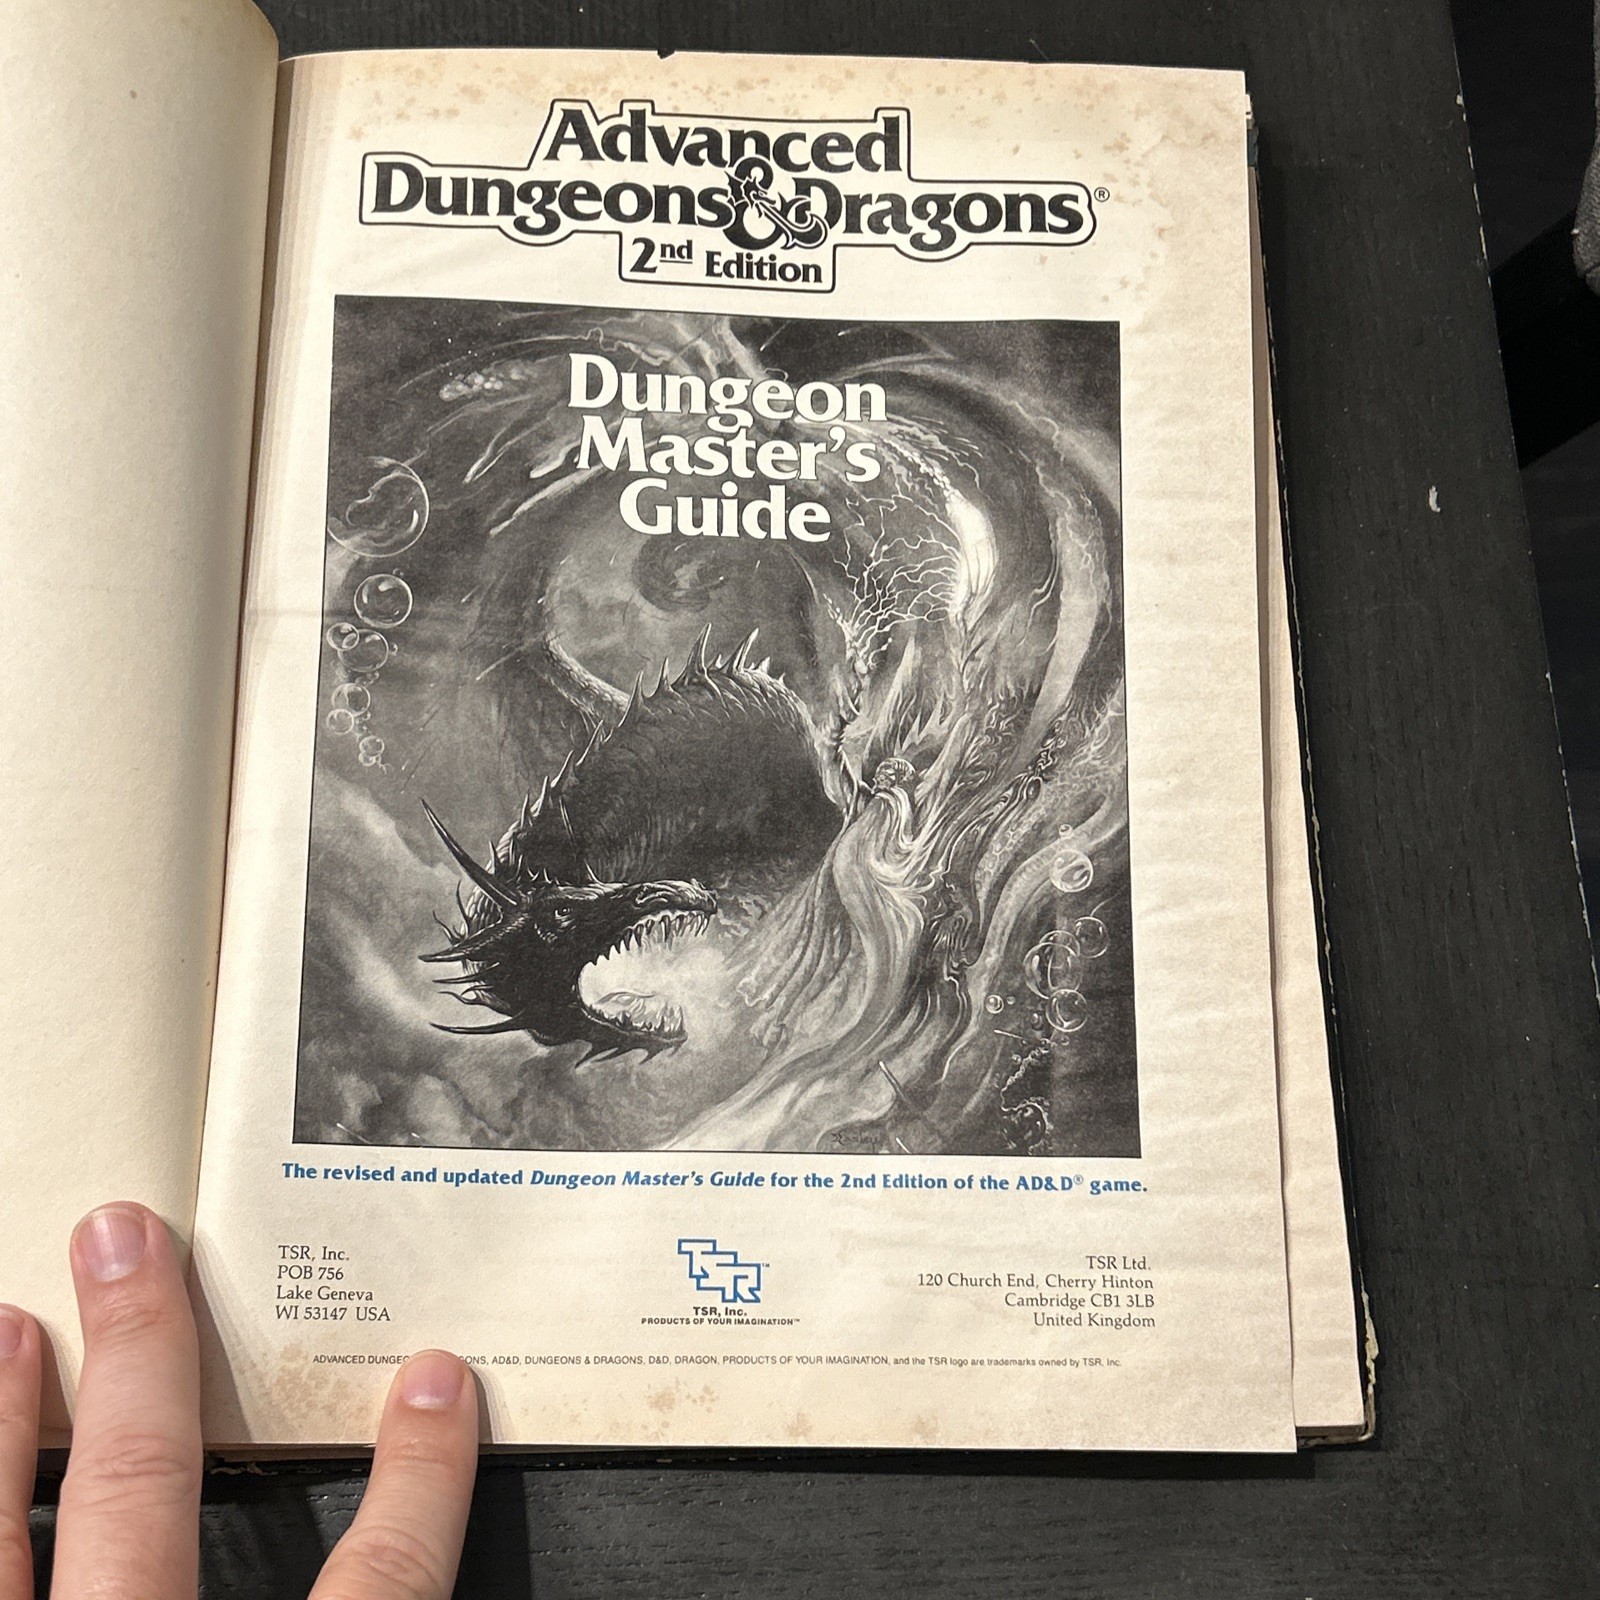 Advanced
Dungeons & Dragons®
2nd Edition
Dungeon
Master's
Guide
The revised and updated Dungeon Master's Guide for the 2nd Edition of the AD&D® game.
TSR, Inc.
POB 756
Lake Geneva
WI 53147 USA
TSR™
TSR, Inc.
PRODUCTS OF YOUR IMAGINATION™
TSR Ltd.
120 Church End, Cherry Hinton
Cambridge CB1 3LB
United Kingdom
ADVANCED DUNGEO ONS, AD&D, DUNGEONS & DRAGONS, D&D, DRAGON, PRODUCTS OF YOUR IMAGINATION, and the TSR logo are trademarks owned by TSR, Inc.